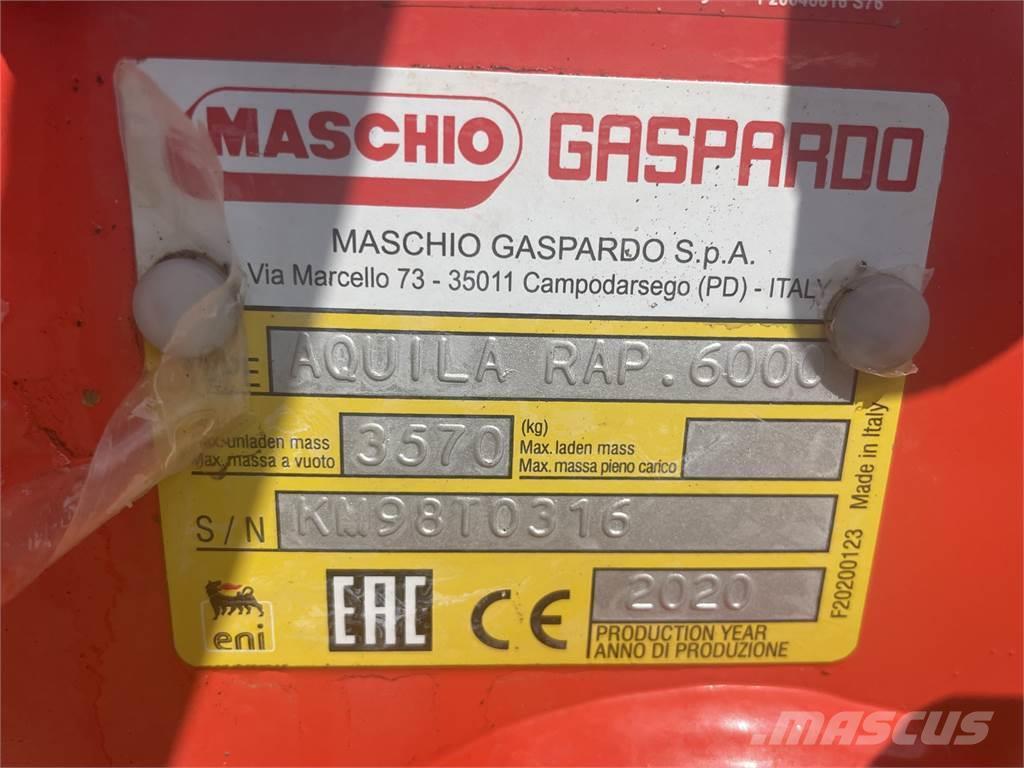 MASCHIO GASPARDO
MASCHIO GASPARDO S.p.A.
Via Marcello 73 - 35011 Campodarsego (PD) - ITALY
AQUILA RAP.6000
unladen mass
Max. massa a vuoto
3570
(kg)
Max. laden mass
Max. massa pieno carico
S/N KM98T0316
eni
EAC CE
2020
PRODUCTION YEAR
ANNO DI PRODUZIONE
F20200123 Made in Italy
MASCUS